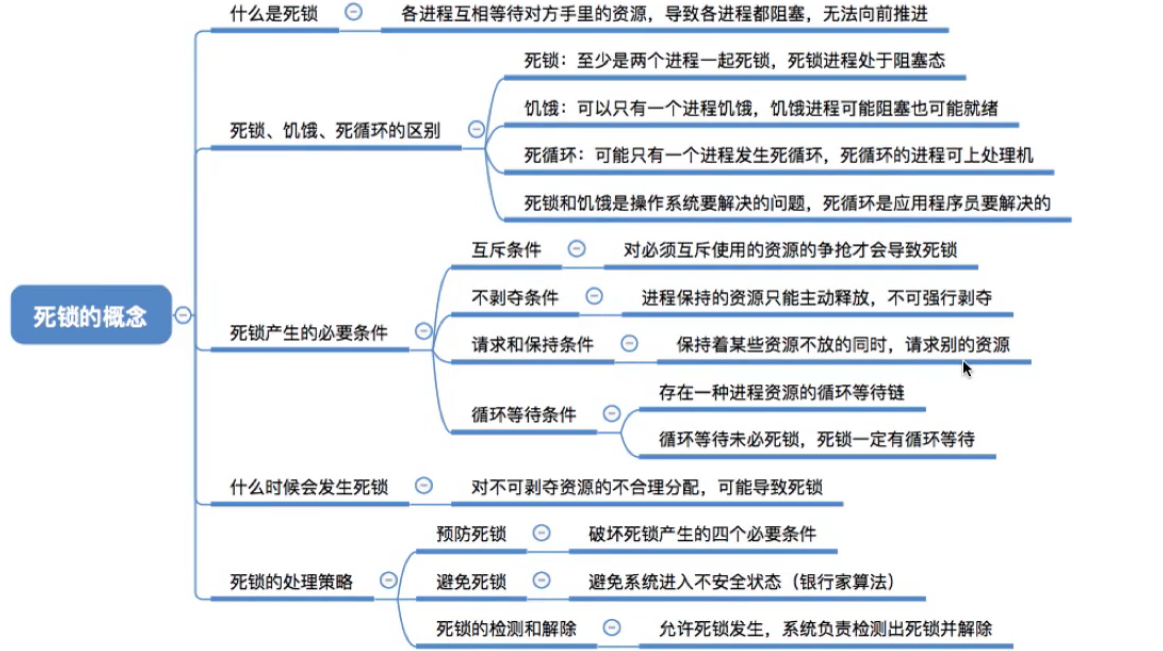 什么是死锁
各进程互相等待对方手里的资源，导致各进程都阻塞，无法向前推进
死锁、饥饿、死循环的区别
死锁：至少是两个进程一起死锁，死锁进程处于阻塞态
饥饿：可以只有一个进程饥饿，饥饿进程可能阻塞也可能就绪
死循环：可能只有一个进程发生死循环，死循环的进程可上处理机
死锁和饥饿是操作系统要解决的问题，死循环是应用程序员要解决的
死锁的概念
死锁产生的必要条件
互斥条件
对必须互斥使用的资源的争抢才会导致死锁
不剥夺条件
进程保持的资源只能主动释放，不可强行剥夺
请求和保持条件
保持着某些资源不放的同时，请求别的资源
循环等待条件
存在一种进程资源的循环等待链
循环等待未必死锁，死锁一定有循环等待
什么时候会发生死锁
对不可剥夺资源的不合理分配，可能导致死锁
死锁的处理策略
预防死锁
破坏死锁产生的四个必要条件
避免死锁
避免系统进入不安全状态（银行家算法）
死锁的检测和解除
允许死锁发生，系统负责检测出死锁并解除